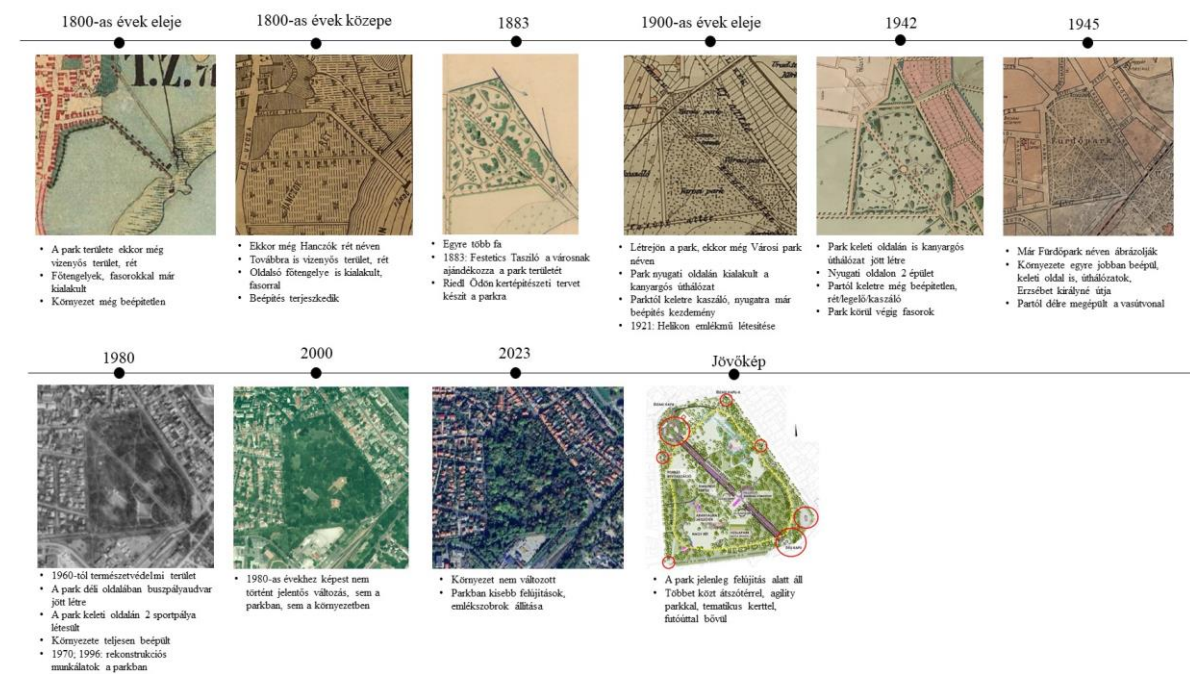 1800-as évek eleje
1800-as évek közepe
1883
1900-as évek eleje
1942
1945
T.Z. 71
Fürdőpark
• A park területe ekkor még
vizenyős terület, rét
• Főtengelyek, fasorokkal már
kialakult
• Környezet még beépítetlen
• Ekkor még Hanczók rét néven
• Továbbra is vizenyős terület, rét
• Oldalsó főtengelye is kialakult,
fasorral
• Beépítés terjeszkedik
• Egyre több fa
• 1883: Festetics Tasziló a városnak
ajándékozza a park területét
• Riedl Ödön kertépítészeti tervet
készít a parkra
• Létrejön a park, ekkor még Városi park
néven
• Park nyugati oldalán kialakult a
kanyargós úthálózat
• Parktól keletre kaszáló, nyugatra már
beépítés kezdemény
• 1921: Helikon emlékmű létesítése
• Park keleti oldalán is kanyargós
úthálózat jött létre
• Nyugati oldalon 2 épület
• Partól keletre még beépítetlen,
rét/legelő/kaszáló
• Park körül végig fasorok
• Már Fürdőpark néven ábrázolják
• Környezete egyre jobban beépül,
keleti oldal is, úthálózatok,
Erzsébet királyné útja
• Partól délre megépült a vasútvonal
1980
2000
2023
Jövőkép
• 1960-tól természetvédelmi terület
• A park déli oldalában buszpályaudvar
jött létre
• A park keleti oldalán 2 sportpálya
létesült
• Környezete teljesen beépült
• 1970; 1996: rekonstrukciós
munkálatok a parkban
• 1980-as évekhez képest nem
történt jelentős változás, sem a
parkban, sem a környezetben
• Környezet nem változott
• Parkban kisebb felújítások,
emlékszobrok állítása
• A park jelenleg felújítás alatt áll
• Többet közt átszótérrel, agility
parkkal, tematikus kerttel,
futóúttal bővül